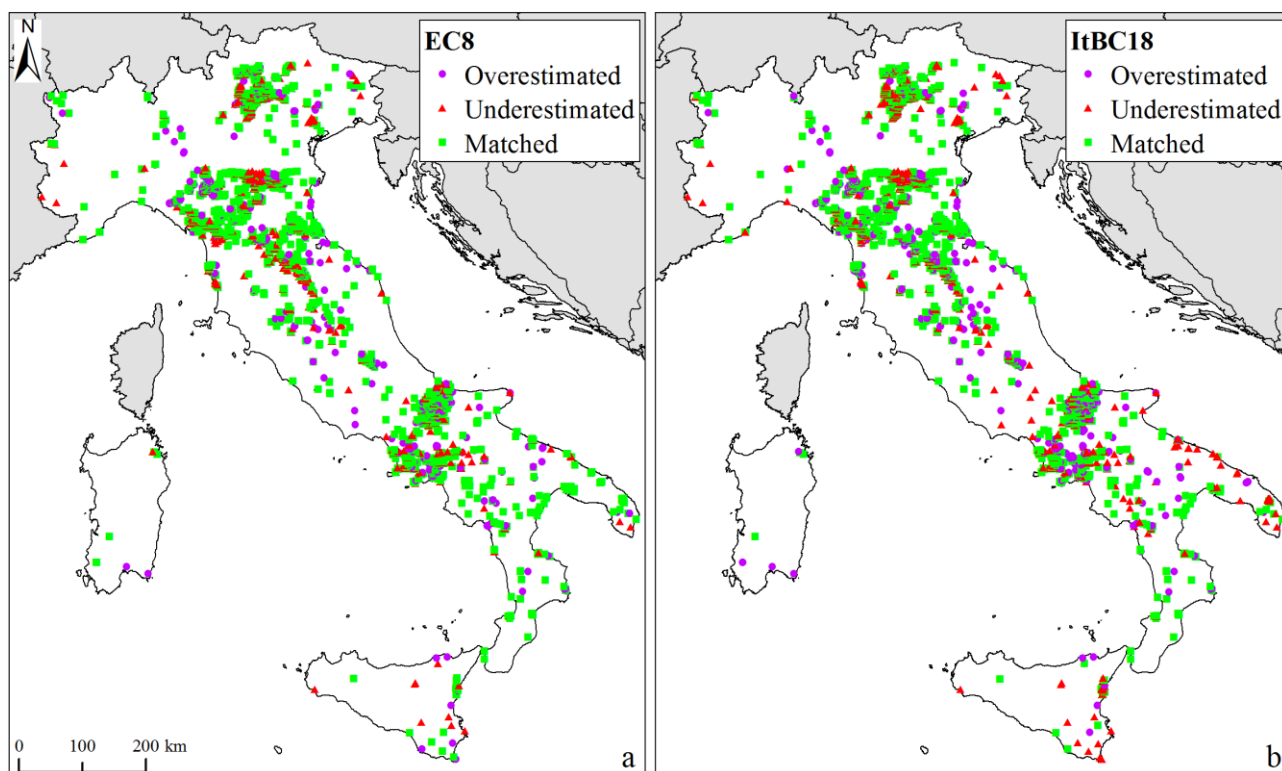 N
EC8
Overestimated
Underestimated
Matched
0 100 200 km
a
ItBC18
Overestimated
Underestimated
Matched
b